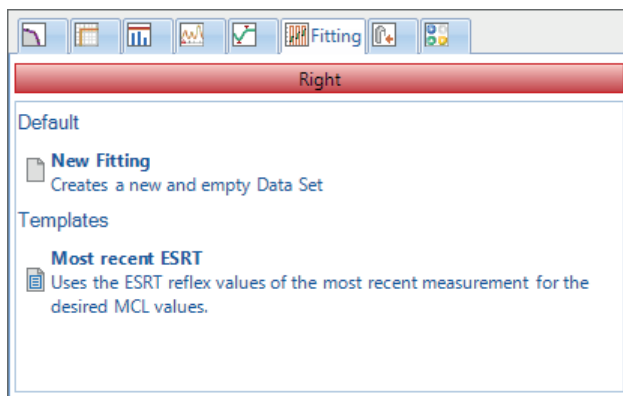 Fitting
Right
Default
New Fitting
Creates a new and empty Data Set
Templates
Most recent ESRT
Uses the ESRT reflex values of the most recent measurement for the
desired MCL values.